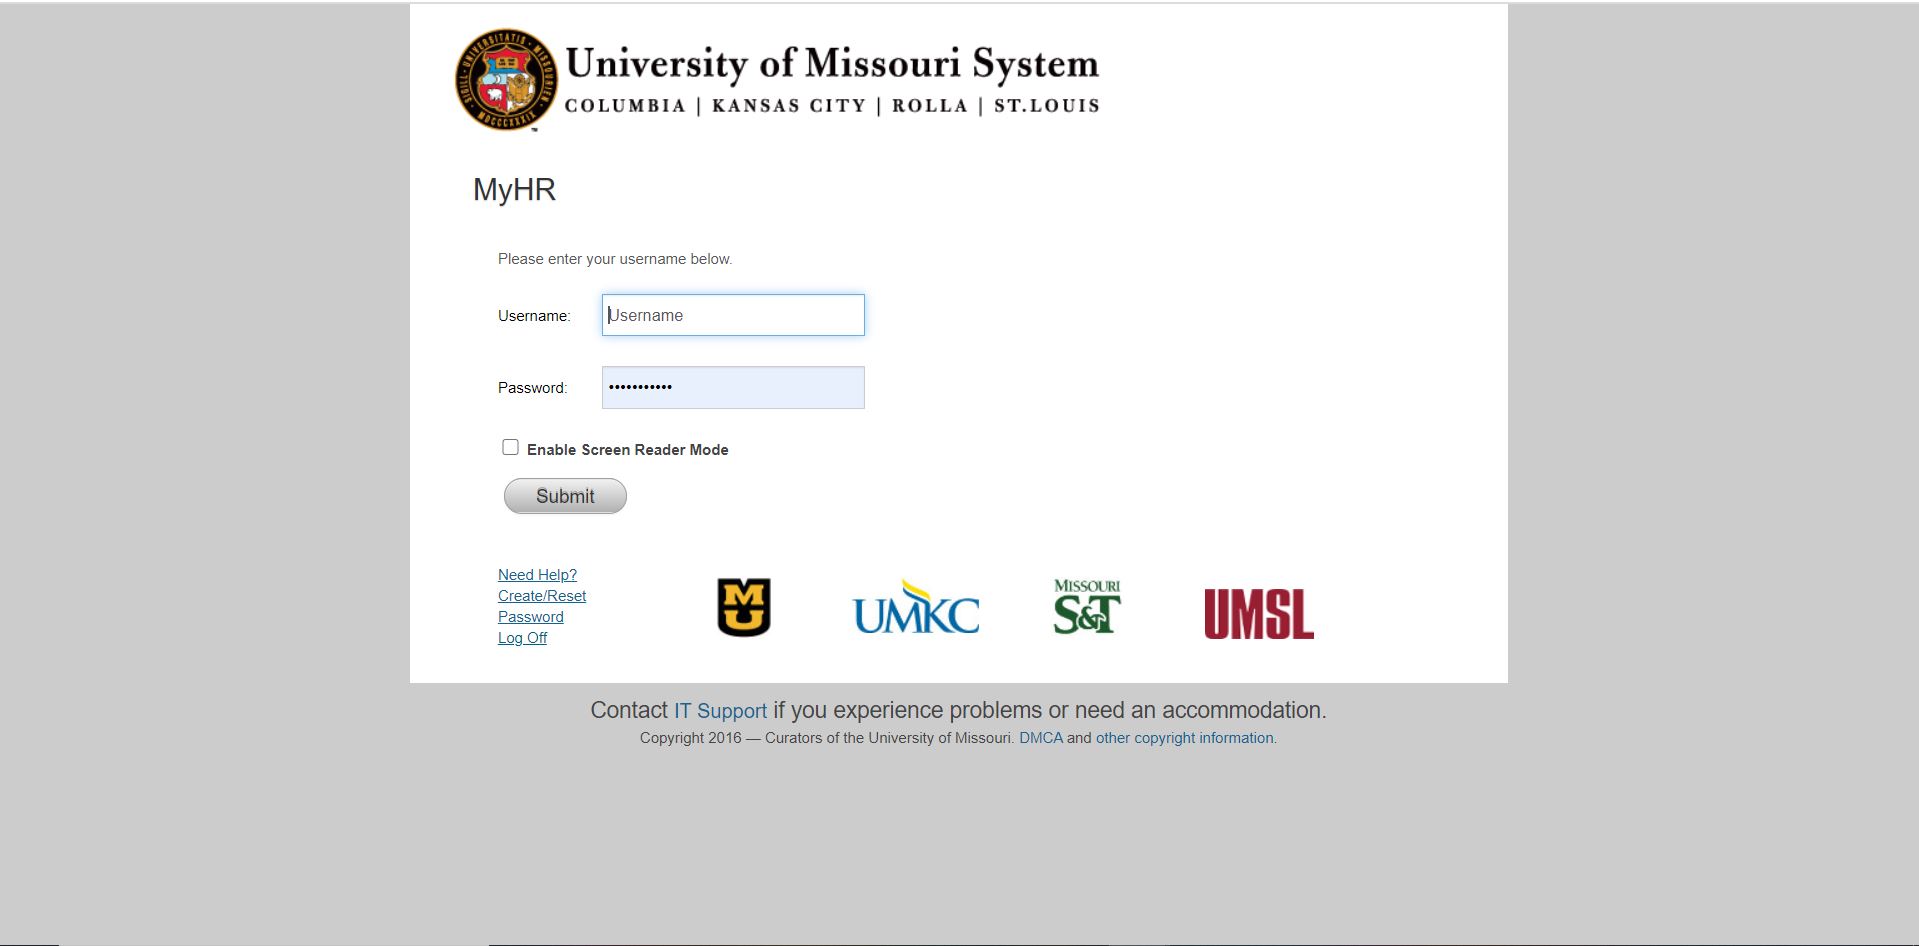 SIGILL · UNIVERSITATIS · MISSOURIEN · MDCCCXXXIX
University of Missouri System
COLUMBIA | KANSAS CITY | ROLLA | ST.LOUIS
TM
MyHR
Please enter your username below.
Username: Username
Password: •••••••••••
Enable Screen Reader Mode
Submit
Need Help?
Create/Reset
Password
Log Off
MU
UMKC
MISSOURI
S&T
UMSL
Contact IT Support if you experience problems or need an accommodation.
Copyright 2016 — Curators of the University of Missouri. DMCA and other copyright information.